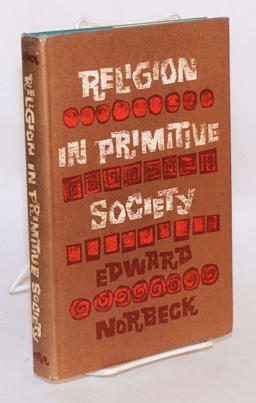 RELIGION
IN PRIMITIVE
SOCIETY
EDWARD
NORBECK
RELIGION IN PRIMITIVE SOCIETY